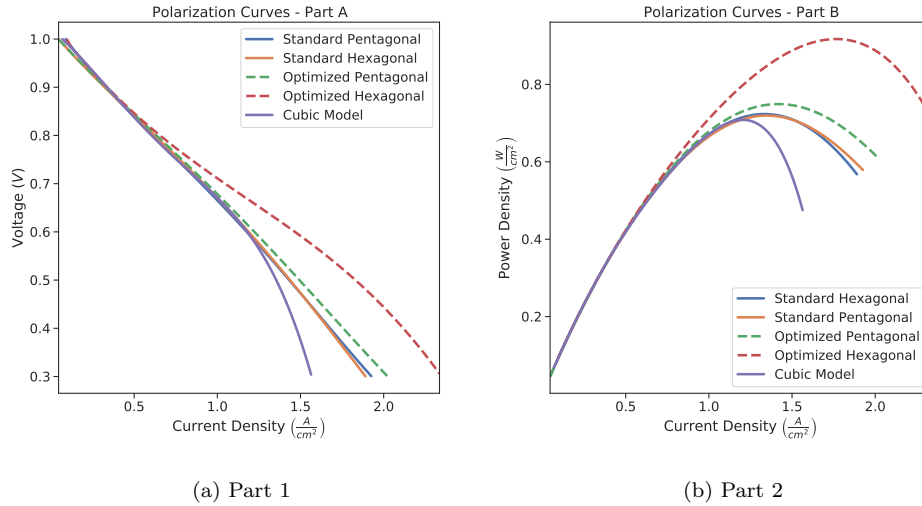 Polarization Curves - Part A
1.0
0.9
0.8
0.7
0.6
0.5
0.4
0.3
Voltage (V)
Standard Pentagonal
Standard Hexagonal
Optimized Pentagonal
Optimized Hexagonal
Cubic Model
0.5 1.0 1.5 2.0
Current Density (A/cm²)
(a) Part 1
Polarization Curves - Part B
0.8
0.6
0.4
0.2
Power Density (W/cm²)
Standard Hexagonal
Standard Pentagonal
Optimized Pentagonal
Optimized Hexagonal
Cubic Model
0.5 1.0 1.5 2.0
Current Density (A/cm²)
(b) Part 2